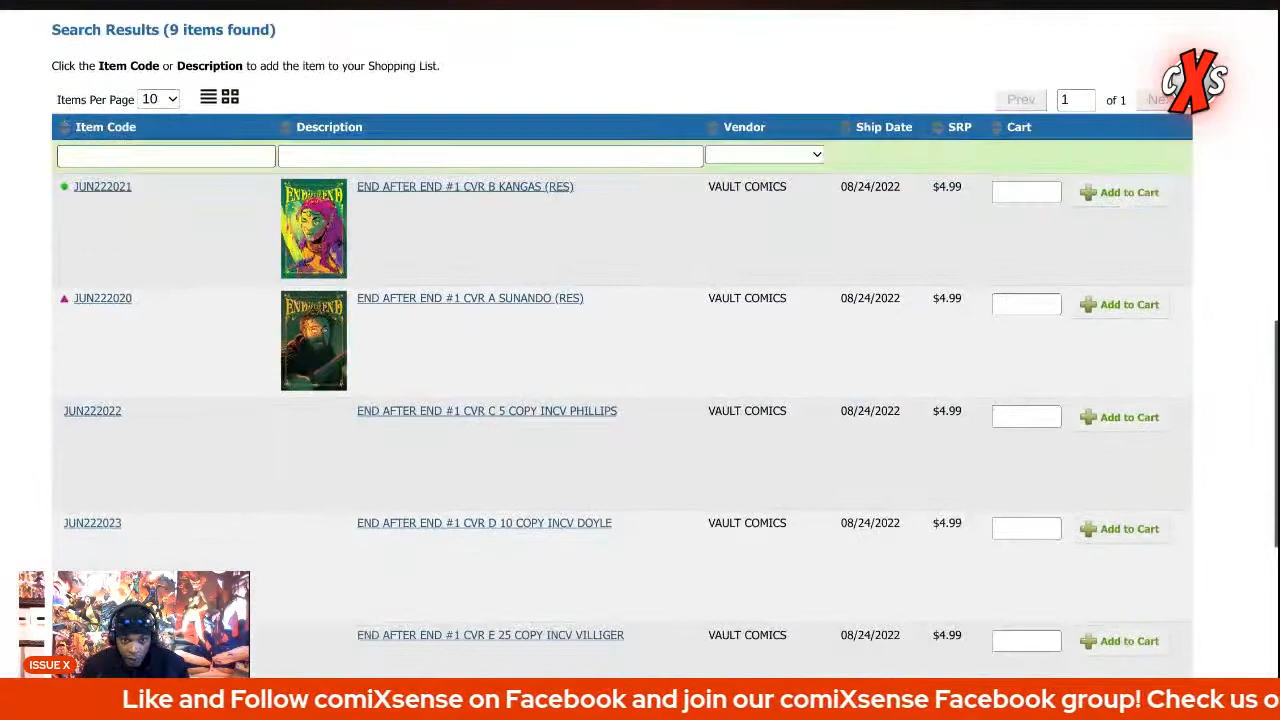 Search Results (9 items found)
Click the Item Code or Description to add the item to your Shopping List.
Items Per Page 10
Prev 1 of 1
CXS
Item Code Description Vendor Ship Date SRP Cart
JUN222021 END AFTER END #1 CVR B KANGAS (RES) VAULT COMICS 08/24/2022 $4.99 Add to Cart
JUN222020 END AFTER END #1 CVR A SUNANDO (RES) VAULT COMICS 08/24/2022 $4.99 Add to Cart
JUN222022 END AFTER END #1 CVR C 5 COPY INCV PHILLIPS VAULT COMICS 08/24/2022 $4.99 Add to Cart
JUN222023 END AFTER END #1 CVR D 10 COPY INCV DOYLE VAULT COMICS 08/24/2022 $4.99 Add to Cart
END AFTER END #1 CVR E 25 COPY INCV VILLIGER VAULT COMICS 08/24/2022 $4.99 Add to Cart
ISSUE X
Like and Follow comiXsense on Facebook and join our comiXsense Facebook group! Check us o